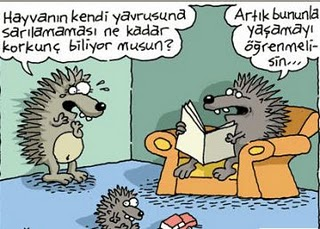 Hayvanın kendi yavrusuna
sarılamaması ne kadar
korkunç biliyor musun?
Artık bununla
yaşamayı
öğrenmeli-
sin...